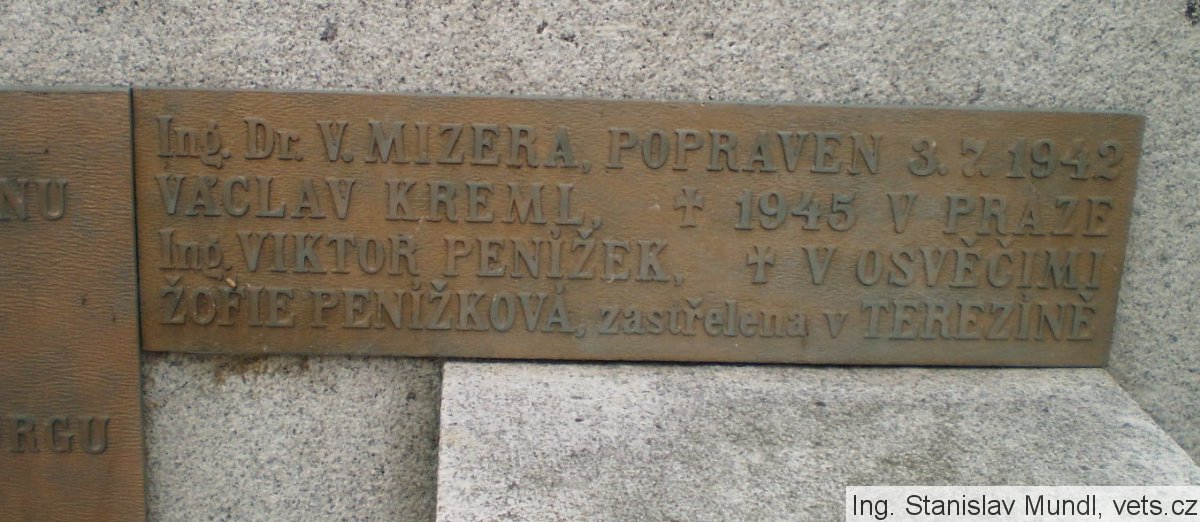 NU
RGU
Ing. Dr. V. MIZERA, POPRAVEN 3. 7. 1942
VÁCLAV KREML, † 1945 V PRAZE
Ing. VIKTOR PENÍŽEK, † V OSVĚČIMI
ŽOFIE PENÍŽKOVÁ, zastřelena v TEREZÍNĚ
Ing. Stanislav Mundl, vets.cz